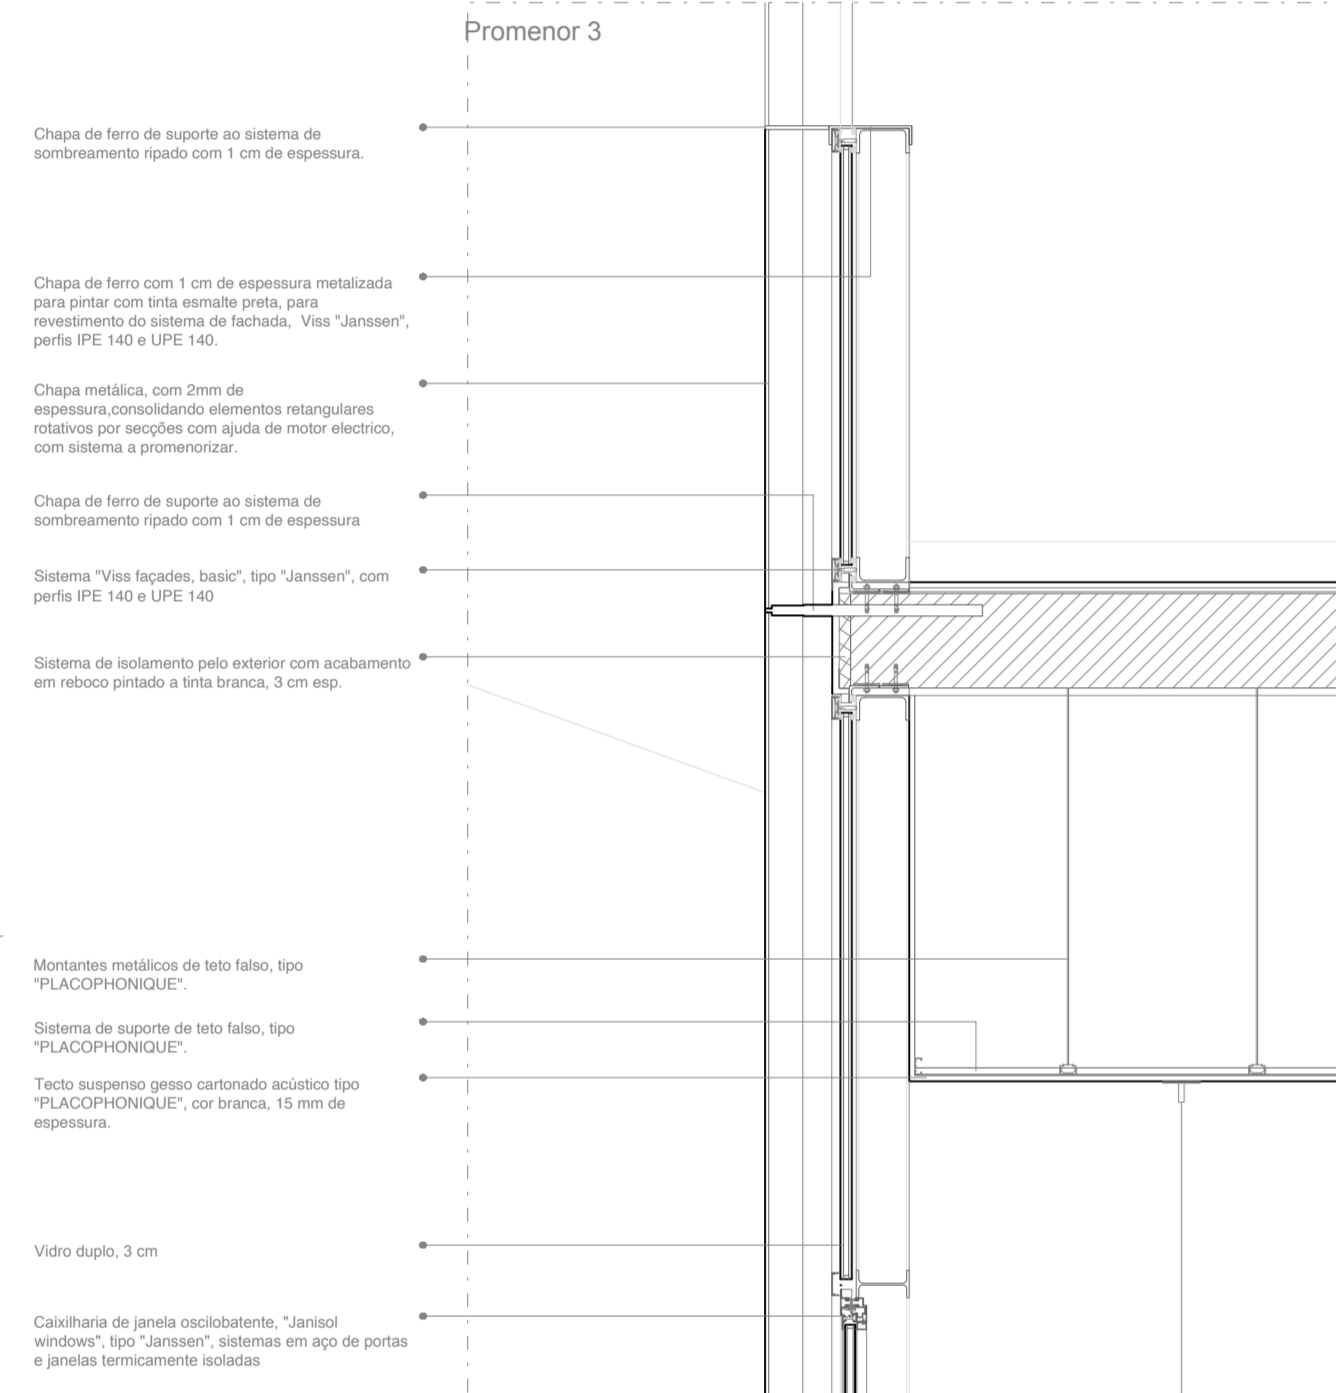 Promenor 3
Chapa de ferro de suporte ao sistema de
sombreamento ripado com 1 cm de espessura.
Chapa de ferro com 1 cm de espessura metalizada
para pintar com tinta esmalte preta, para
revestimento do sistema de fachada, Viss "Janssen",
perfis IPE 140 e UPE 140.
Chapa metálica, com 2mm de
espessura,consolidando elementos retangulares
rotativos por secções com ajuda de motor electrico,
com sistema a promenorizar.
Chapa de ferro de suporte ao sistema de
sombreamento ripado com 1 cm de espessura
Sistema "Viss façades, basic", tipo "Janssen", com
perfis IPE 140 e UPE 140
Sistema de isolamento pelo exterior com acabamento
em reboco pintado a tinta branca, 3 cm esp.
Montantes metálicos de teto falso, tipo
"PLACOPHONIQUE".
Sistema de suporte de teto falso, tipo
"PLACOPHONIQUE".
Tecto suspenso gesso cartonado acústico tipo
"PLACOPHONIQUE", cor branca, 15 mm de
espessura.
Vidro duplo, 3 cm
Caixilharia de janela oscilobatente, "Janisol
windows", tipo "Janssen", sistemas em aço de portas
e janelas termicamente isoladas